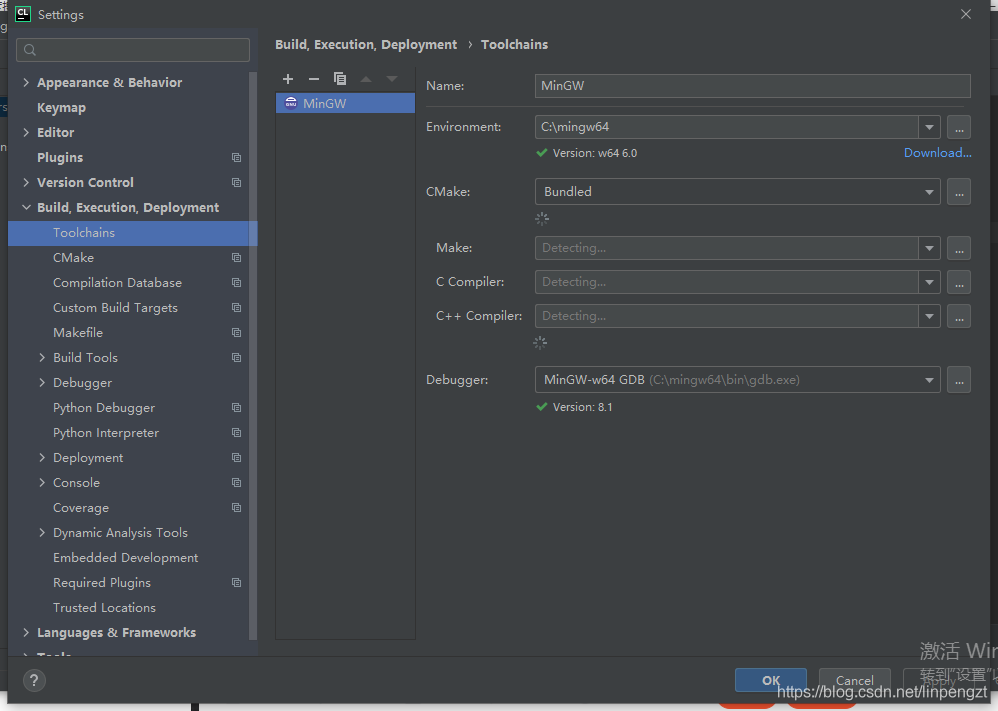 CL Settings
Build, Execution, Deployment › Toolchains
Appearance & Behavior
Keymap
Editor
Plugins
Version Control
Build, Execution, Deployment
Toolchains
CMake
Compilation Database
Custom Build Targets
Makefile
Build Tools
Debugger
Python Debugger
Python Interpreter
Deployment
Console
Coverage
Dynamic Analysis Tools
Embedded Development
Required Plugins
Trusted Locations
Languages & Frameworks
Tools
MinGW
Name: MinGW
Environment: C:\mingw64 ...
Version: w64 6.0 Download...
CMake: Bundled ...
Make: Detecting... ...
C Compiler: Detecting... ...
C++ Compiler: Detecting... ...
Debugger: MinGW-w64 GDB (C:\mingw64\bin\gdb.exe) ...
Version: 8.1
激活 Win
转到"设置"以
? OK Cancel Apply
https://blog.csdn.net/linpengzt